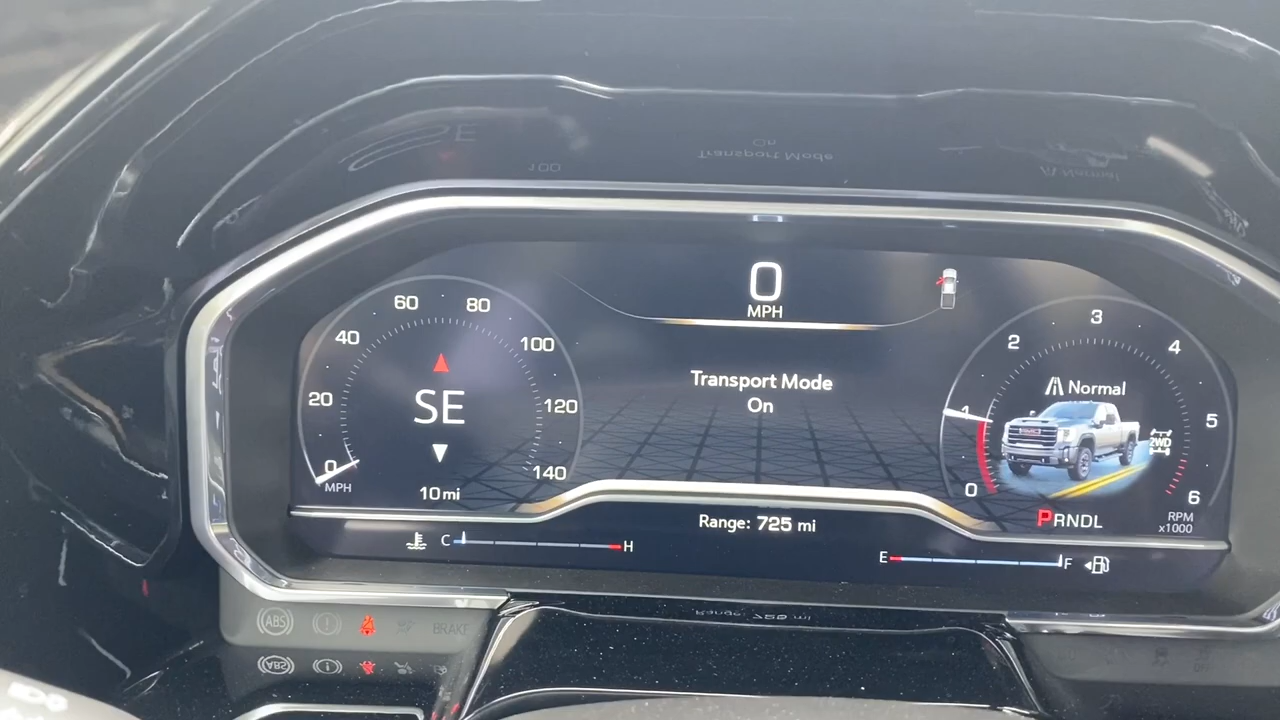 0
MPH
60 80
40 100
20 120
0 140
MPH
SE
10 mi
Transport Mode
On
3
2 4
1 5
0 6
Normal
2WD
PRNDL
RPM
x1000
Range: 725 mi
C H
E F
ABS
BRAKE